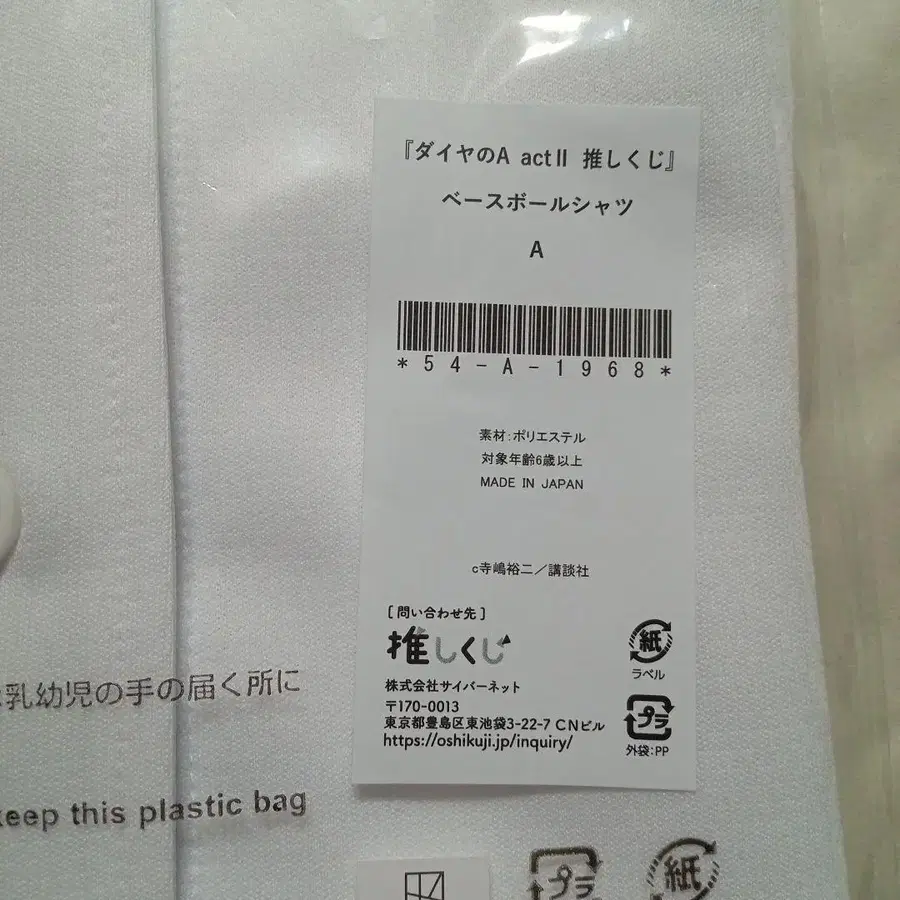 『ダイヤのA actⅡ 推しくじ』
ベースボールシャツ
A
*54-A-1968*
素材:ポリエステル
対象年齢6歳以上
MADE IN JAPAN
c寺嶋裕二／講談社
[問い合わせ先]
推しくじ
株式会社サイバーネット
〒170-0013
東京都豊島区東池袋3-22-7 CNビル
https://oshikuji.jp/inquiry/
紙
ラベル
プラ
外袋:PP
乳幼児の手の届く所に
keep this plastic bag
プラ
紙